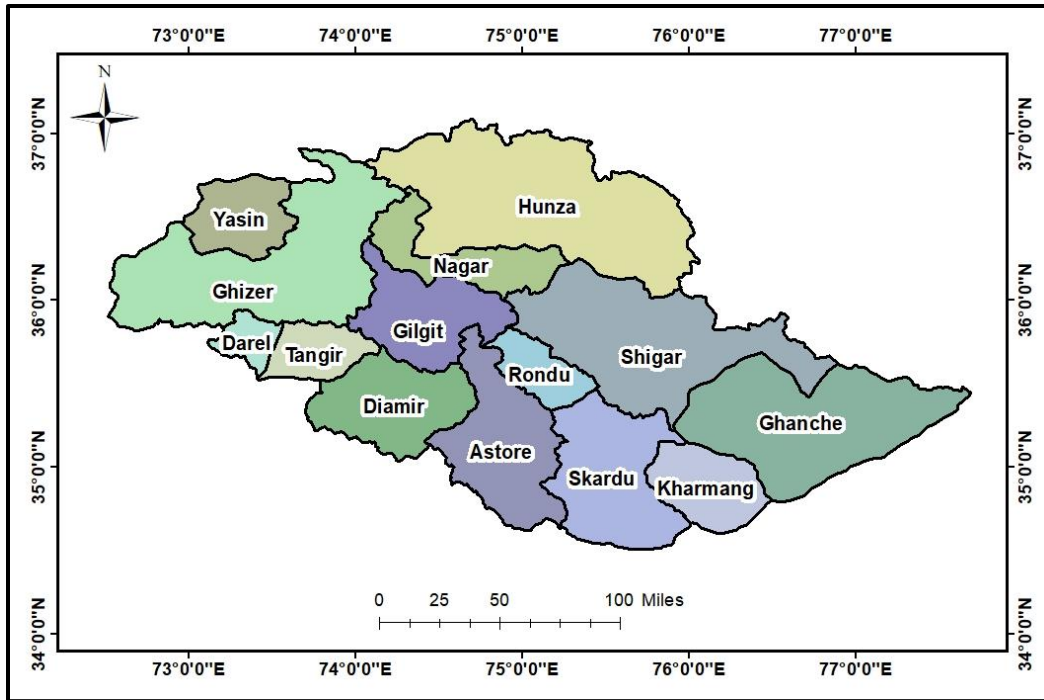 73°0'0"E 74°0'0"E 75°0'0"E 76°0'0"E 77°0'0"E
N
37°0'0"N 37°0'0"N
Hunza
Yasin
Nagar
Ghizer
36°0'0"N 36°0'0"N
Gilgit
Darel
Tangir
Shigar
Rondu
Diamir
Ghanche
Astore
35°0'0"N 35°0'0"N
Skardu
Kharmang
0 25 50 100 Miles
34°0'0"N 34°0'0"N
73°0'0"E 74°0'0"E 75°0'0"E 76°0'0"E 77°0'0"E